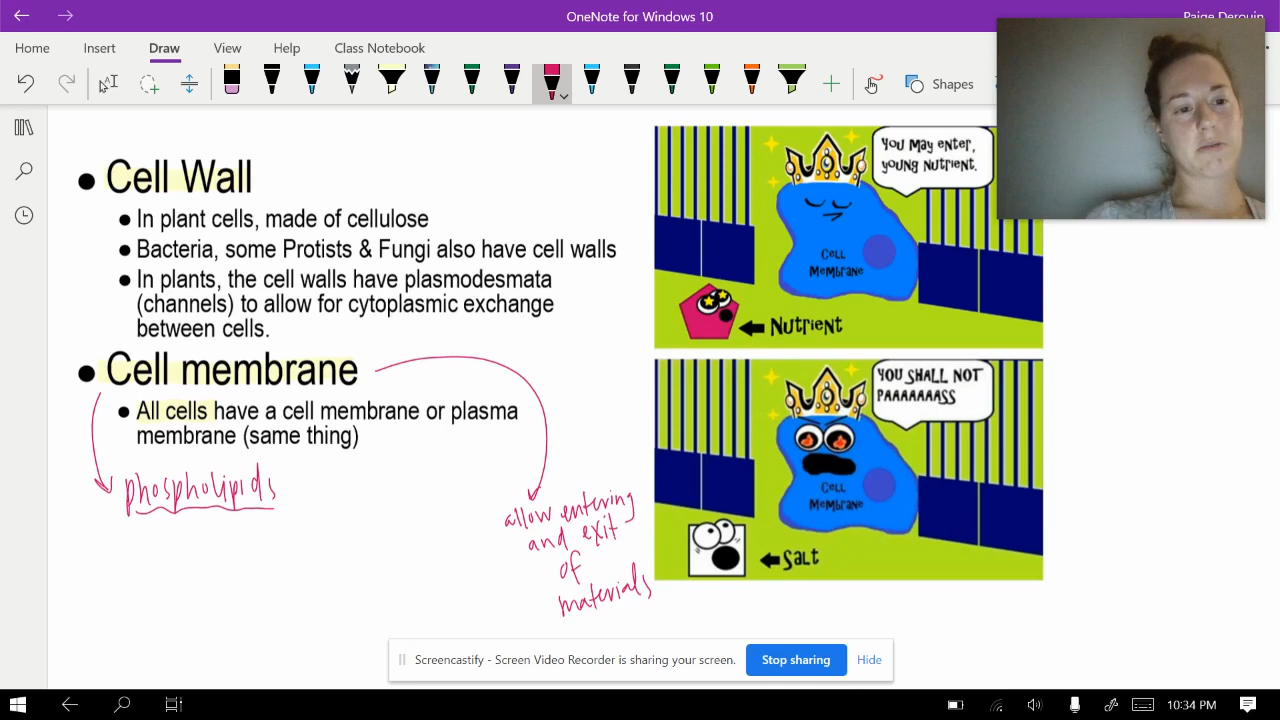 OneNote for Windows 10
Paige Derouin
Home Insert Draw View Help Class Notebook
Shapes
● Cell Wall
● In plant cells, made of cellulose
● Bacteria, some Protists & Fungi also have cell walls
● In plants, the cell walls have plasmodesmata
(channels) to allow for cytoplasmic exchange
between cells.
● Cell membrane
● All cells have a cell membrane or plasma
membrane (same thing)
phospholipids
allow entering
and exit
of
materials
You May Enter,
Young Nutrient.
Cell
Membrane
Nutrient
YOU SHALL NOT
PAAAAAAASS
Cell
Membrane
Salt
Screencastify - Screen Video Recorder is sharing your screen. Stop sharing Hide
10:34 PM